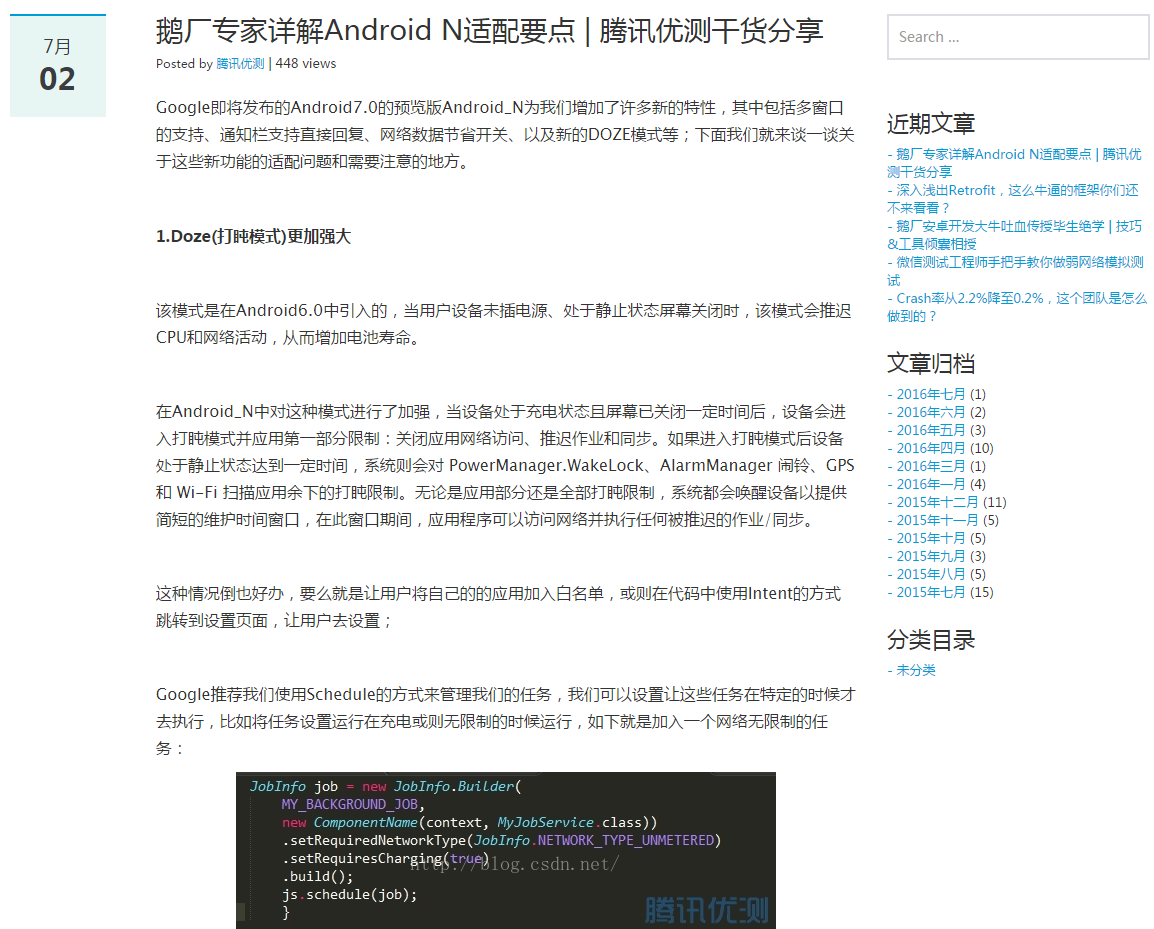 7月
02
鹅厂专家详解Android N适配要点 | 腾讯优测干货分享
Posted by 腾讯优测 | 448 views
Google即将发布的Android7.0的预览版Android_N为我们增加了许多新的特性，其中包括多窗口
的支持、通知栏支持直接回复、网络数据节省开关、以及新的DOZE模式等；下面我们就来谈一谈关
于这些新功能的适配问题和需要注意的地方。
1.Doze(打盹模式)更加强大
该模式是在Android6.0中引入的，当用户设备未插电源、处于静止状态屏幕关闭时，该模式会推迟
CPU和网络活动，从而增加电池寿命。
在Android_N中对这种模式进行了加强，当设备处于充电状态且屏幕已关闭一定时间后，设备会进
入打盹模式并应用第一部分限制：关闭应用网络访问、推迟作业和同步。如果进入打盹模式后设备
处于静止状态达到一定时间，系统则会对 PowerManager.WakeLock、AlarmManager 闹铃、GPS
和 Wi-Fi 扫描应用余下的打盹限制。无论是应用部分还是全部打盹限制，系统都会唤醒设备以提供
简短的维护时间窗口，在此窗口期间，应用程序可以访问网络并执行任何被推迟的作业/同步。
这种情况倒也好办，要么就是让用户将自己的的应用加入白名单，或则在代码中使用Intent的方式
跳转到设置页面，让用户去设置；
Google推荐我们使用Schedule的方式来管理我们的任务，我们可以设置让这些任务在特定的时候才
去执行，比如将任务设置运行在充电或则无限制的时候运行，如下就是加入一个网络无限制的任
务：
JobInfo job = new JobInfo.Builder(
MY_BACKGROUND_JOB,
new ComponentName(context, MyJobService.class))
.setRequiredNetworkType(JobInfo.NETWORK_TYPE_UNMETERED)
.setRequiresCharging(true)
http://blog.csdn.net/
.build();
js.schedule(job);
}
腾讯优测
Search ...
近期文章
- 鹅厂专家详解Android N适配要点 | 腾讯优
测干货分享
- 深入浅出Retrofit，这么牛逼的框架你们还
不来看看？
- 鹅厂安卓开发大牛吐血传授毕生绝学 | 技巧
&工具倾囊相授
- 微信测试工程师手把手教你做弱网络模拟测
试
- Crash率从2.2%降至0.2%，这个团队是怎么
做到的？
文章归档
- 2016年七月 (1)
- 2016年六月 (2)
- 2016年五月 (3)
- 2016年四月 (10)
- 2016年三月 (1)
- 2016年一月 (4)
- 2015年十二月 (11)
- 2015年十一月 (5)
- 2015年十月 (5)
- 2015年九月 (3)
- 2015年八月 (5)
- 2015年七月 (15)
分类目录
- 未分类